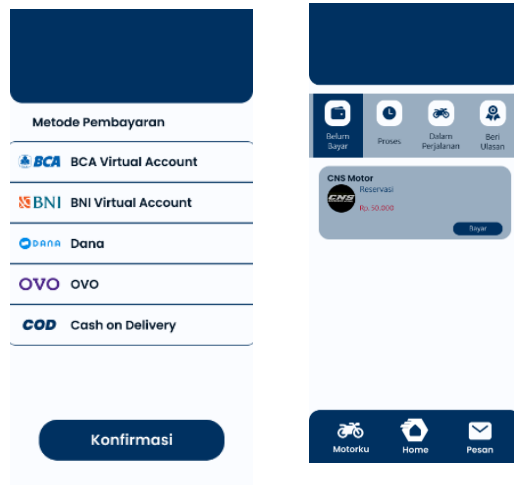 Metode Pembayaran
BCA BCA Virtual Account
BNI BNI Virtual Account
DANA Dana
OVO OVO
COD Cash on Delivery
Konfirmasi
Belum Bayar
Proses
Dalam Perjalanan
Beri Ulasan
CNS Motor
CNS
Reservasi
Rp. 50.000
Bayar
Motorku
Home
Pesan